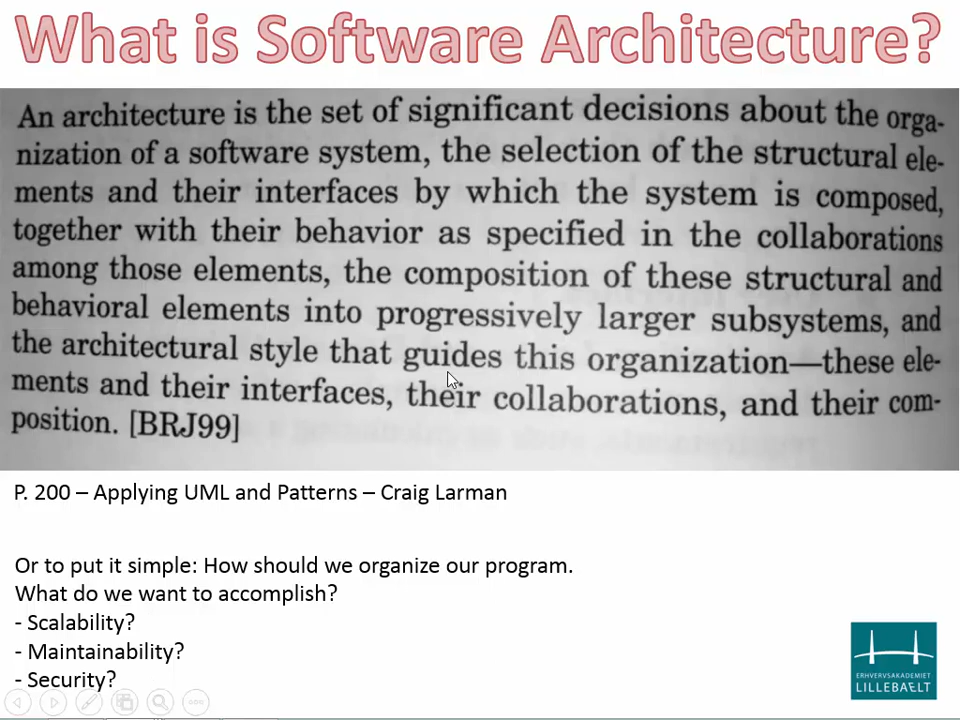 What is Software Architecture?
An architecture is the set of significant decisions about the orga-
nization of a software system, the selection of the structural ele-
ments and their interfaces by which the system is composed,
together with their behavior as specified in the collaborations
among those elements, the composition of these structural and
behavioral elements into progressively larger subsystems, and
the architectural style that guides this organization—these ele-
ments and their interfaces, their collaborations, and their com-
position. [BRJ99]
P. 200 – Applying UML and Patterns – Craig Larman
Or to put it simple: How should we organize our program.
What do we want to accomplish?
- Scalability?
- Maintainability?
- Security?
ERHVERVSAKADEMIET
LILLEBAELT